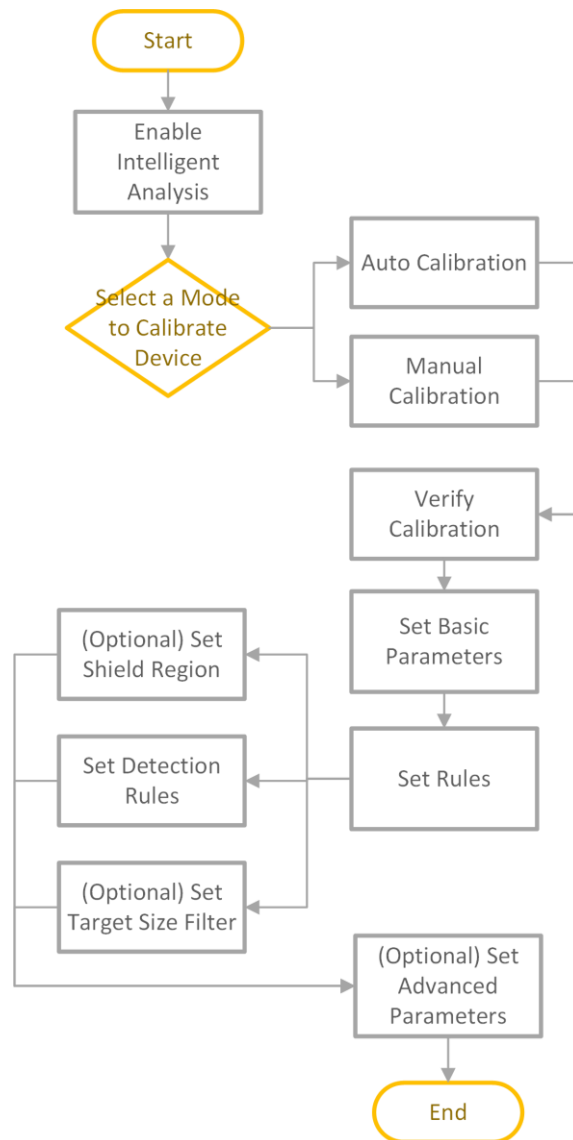 Start
Enable
Intelligent
Analysis
Select a Mode
to Calibrate
Device
Auto Calibration
Manual
Calibration
Verify
Calibration
Set Basic
Parameters
Set Rules
(Optional) Set
Shield Region
Set Detection
Rules
(Optional) Set
Target Size Filter
(Optional) Set
Advanced
Parameters
End